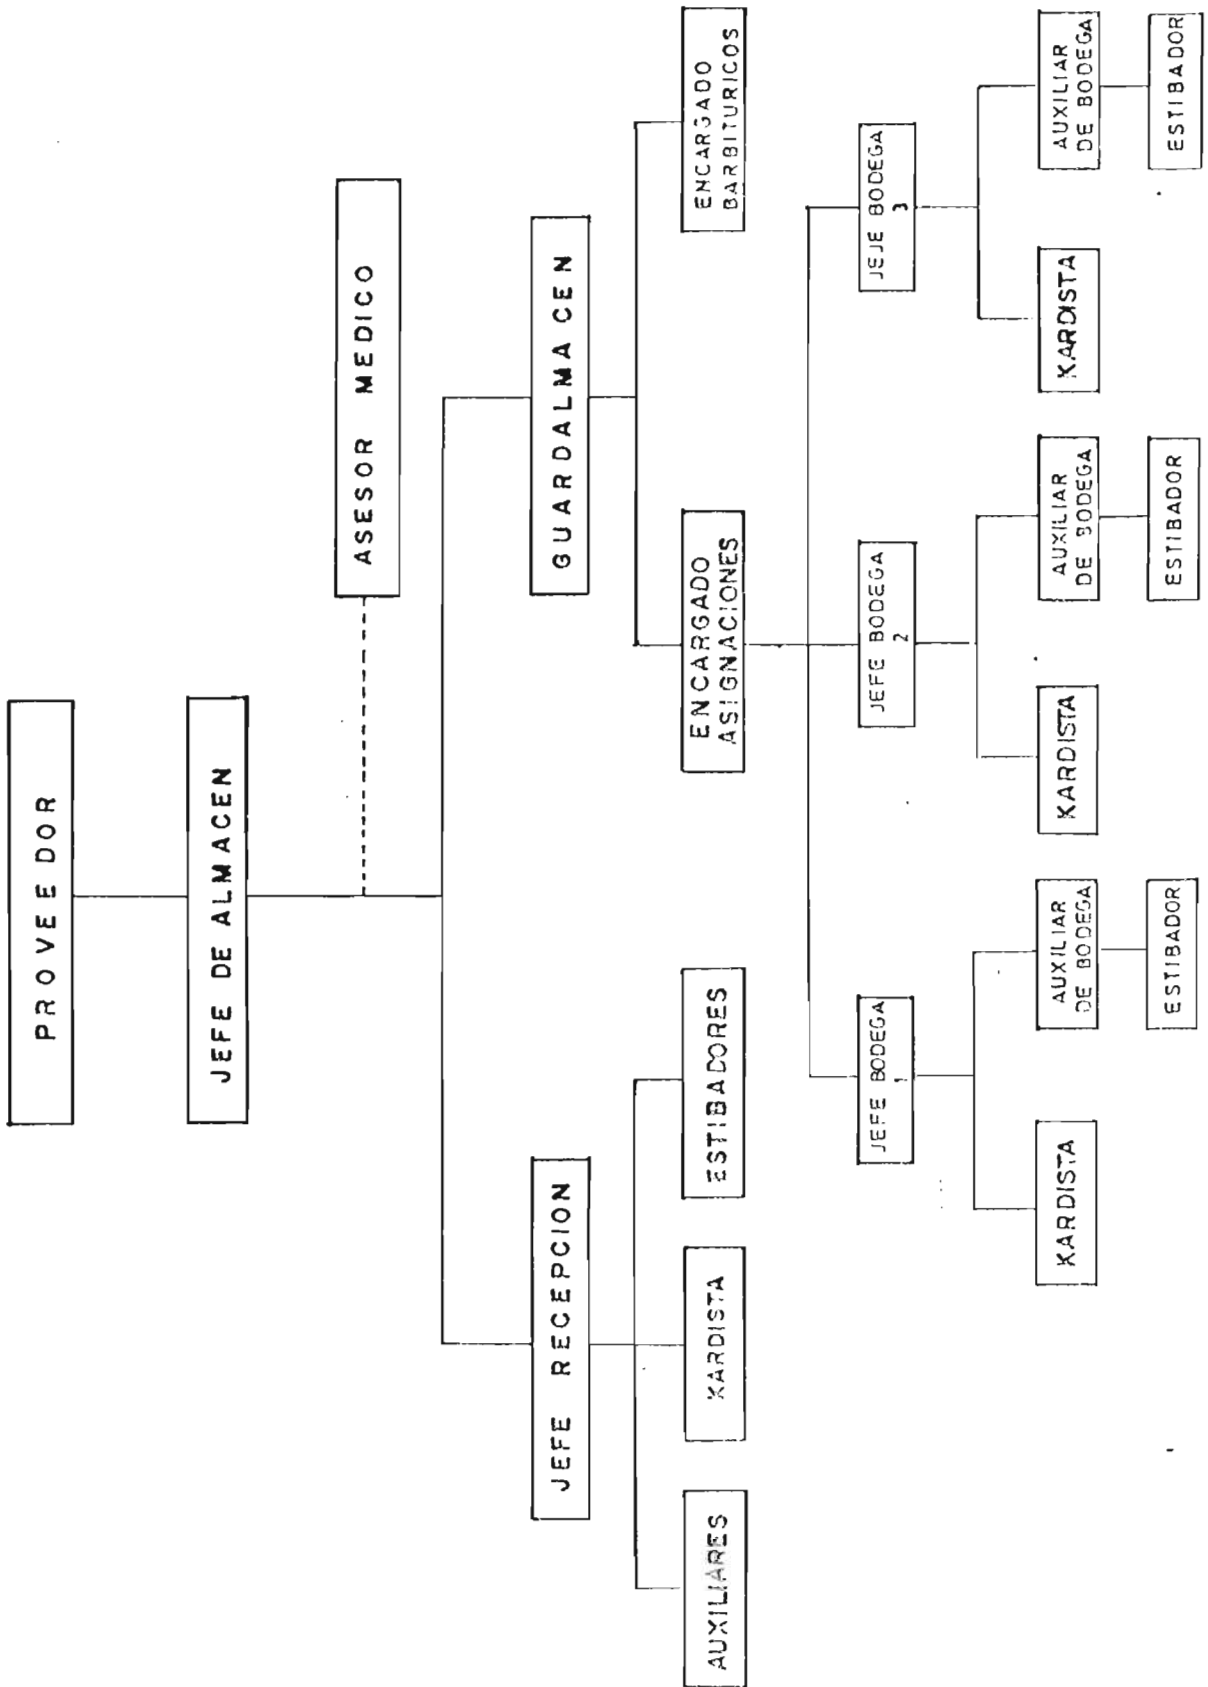 PROVEEDOR
JEFE DE ALMACEN
ASESOR MEDICO
JEFE RECEPCION
GUARDALMACEN
AUXILIARES
KARDISTA
ESTIBADORES
ENCARGADO
ASIGNACIONES
ENCARGADO
BARBITURICOS
JEFE BODEGA
1
JEFE BODEGA
2
JEJE BODEGA
3
KARDISTA
AUXILIAR
DE BODEGA
KARDISTA
AUXILIAR
DE BODEGA
KARDISTA
AUXILIAR
DE BODEGA
ESTIBADOR
ESTIBADOR
ESTIBADOR